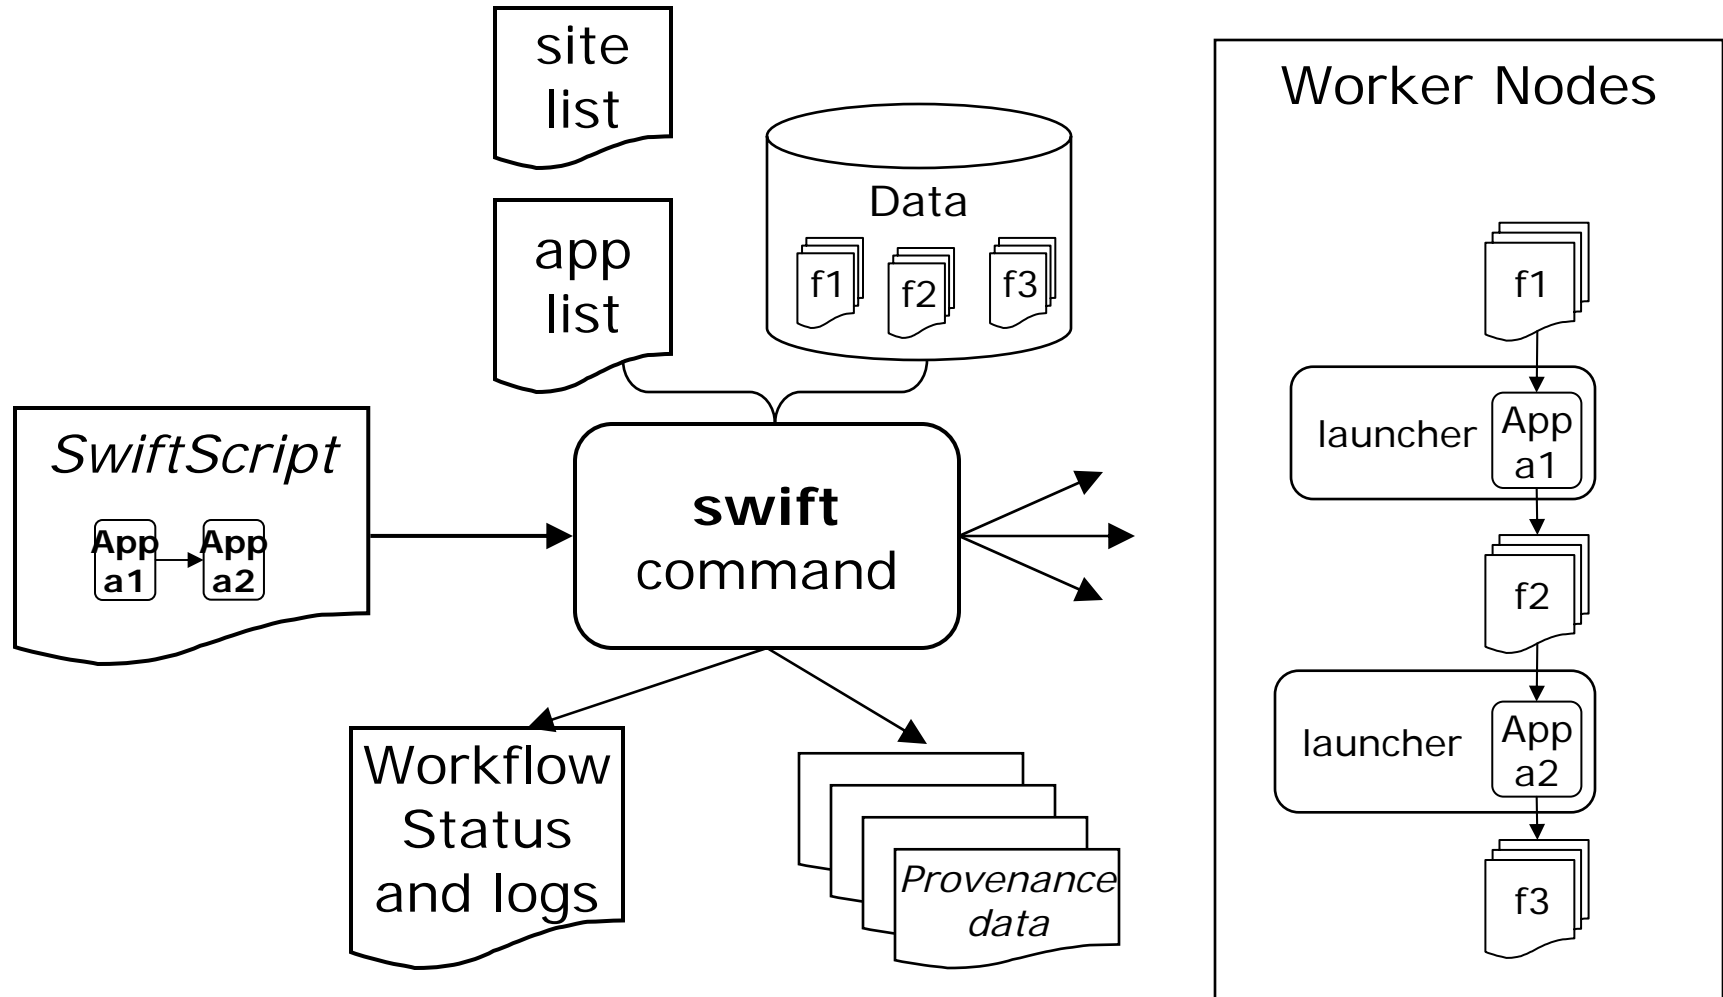 site
list
app
list
Data
f1
f2
f3
SwiftScript
App
a1
App
a2
swift
command
Workflow
Status
and logs
Provenance
data
Worker Nodes
f1
launcher
App
a1
f2
launcher
App
a2
f3